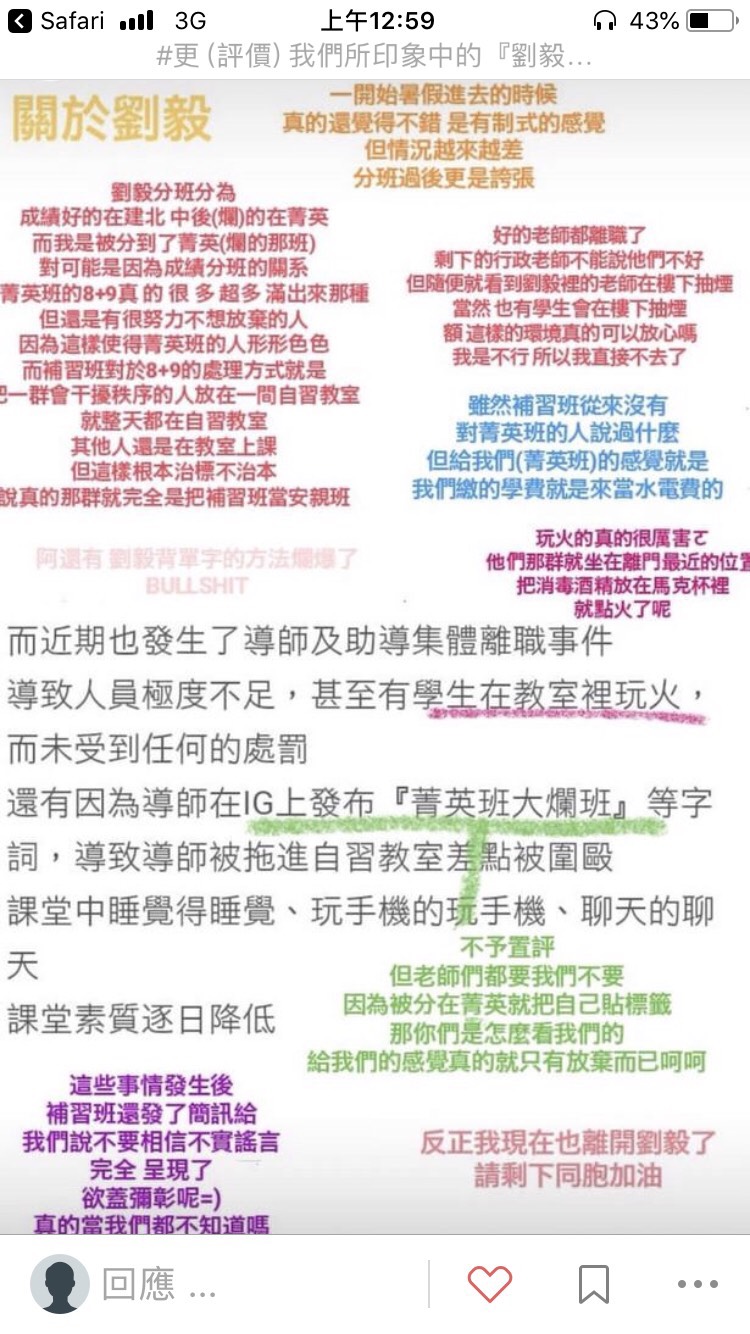 Safari 3G 上午12:59 43%
#更 (評價) 我們所印象中的『劉毅...
關於劉毅
一開始暑假進去的時候
真的還覺得不錯 是有制式的感覺
但情況越來越差
分班過後更是誇張
劉毅分班分為
成績好的在建北 中後(爛)的在菁英
而我是被分到了菁英(爛的那班)
對可能是因為成績分班的關系
菁英班的8+9真 的 很 多 超多 滿出來那種
但還是有很努力不想放棄的人
因為這樣使得菁英班的人形形色色
而補習班對於8+9的處理方式就是
把一群會干擾秩序的人放在一間自習教室
就整天都在自習教室
其他人還是在教室上課
但這樣根本治標不治本
說真的那群就完全是把補習班當安親班
好的老師都離職了
剩下的行政老師不能說他們不好
但隨便就看到劉毅裡的老師在樓下抽煙
當然 也有學生會在樓下抽煙
額 這樣的環境真的可以放心嗎
我是不行 所以我直接不去了
雖然補習班從來沒有
對菁英班的人說過什麼
但給我們(菁英班)的感覺就是
我們繳的學費就是來當水電費的
阿還有 劉毅背單字的方法爛爆了
BULLSHIT
玩火的真的很厲害ㄛ
他們那群就坐在離門最近的位置
把消毒酒精放在馬克杯裡
就點火了呢
而近期也發生了導師及助導集體離職事件
導致人員極度不足，甚至有學生在教室裡玩火，
而未受到任何的處罰
還有因為導師在IG上發布『菁英班大爛班』等字
詞，導致導師被拖進自習教室差點被圍毆
課堂中睡覺得睡覺、玩手機的玩手機、聊天的聊
天
課堂素質逐日降低
不予置評
但老師們都要我們不要
因為被分在菁英就把自己貼標籤
那你們是怎麼看我們的
給我們的感覺真的就只有放棄而已呵呵
這些事情發生後
補習班還發了簡訊給
我們說不要相信不實謠言
完全 呈現了
欲蓋彌彰呢=)
真的當我們都不知道嗎
反正我現在也離開劉毅了
請剩下同胞加油
回應 ...